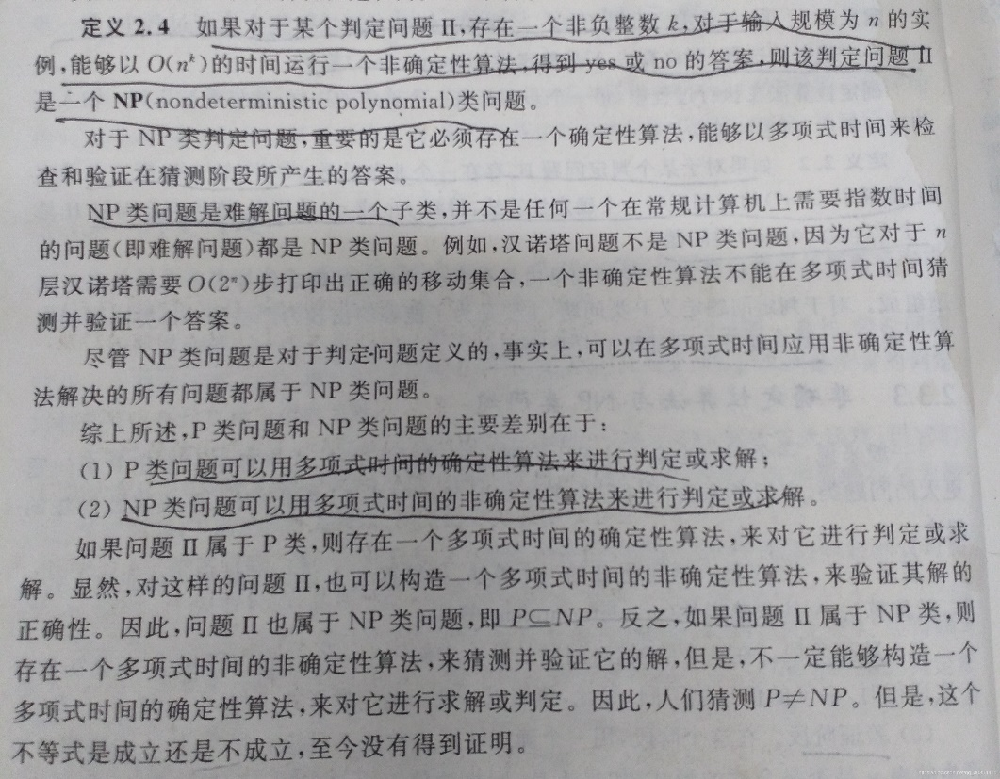 定义 2.4 如果对于某个判定问题 Π,存在一个非负整数 k,对于输入规模为 n 的实
例,能够以 O(nᵏ)的时间运行一个非确定性算法,得到 yes 或 no 的答案,则该判定问题 Π
是一个 NP(nondeterministic polynomial)类问题。
对于 NP 类判定问题,重要的是它必须存在一个确定性算法,能够以多项式时间来检
查和验证在猜测阶段所产生的答案。
NP 类问题是难解问题的一个子类,并不是任何一个在常规计算机上需要指数时间
的问题(即难解问题)都是 NP 类问题。例如,汉诺塔问题不是 NP 类问题,因为它对于 n
层汉诺塔需要 O(2ⁿ)步打印出正确的移动集合,一个非确定性算法不能在多项式时间猜
测并验证一个答案。
尽管 NP 类问题是对于判定问题定义的,事实上,可以在多项式时间应用非确定性算
法解决的所有问题都属于 NP 类问题。
综上所述,P 类问题和 NP 类问题的主要差别在于:
(1) P 类问题可以用多项式时间的确定性算法来进行判定或求解;
(2) NP 类问题可以用多项式时间的非确定性算法来进行判定或求解。
如果问题 Π 属于 P 类,则存在一个多项式时间的确定性算法,来对它进行判定或求
解。显然,对这样的问题 Π,也可以构造一个多项式时间的非确定性算法,来验证其解的
正确性。因此,问题 Π 也属于 NP 类问题,即 P⊆NP。反之,如果问题 Π 属于 NP 类,则
存在一个多项式时间的非确定性算法,来猜测并验证它的解,但是,不一定能够构造一个
多项式时间的确定性算法,来对它进行求解或判定。因此,人们猜测 P≠NP。但是,这个
不等式是成立还是不成立,至今没有得到证明。